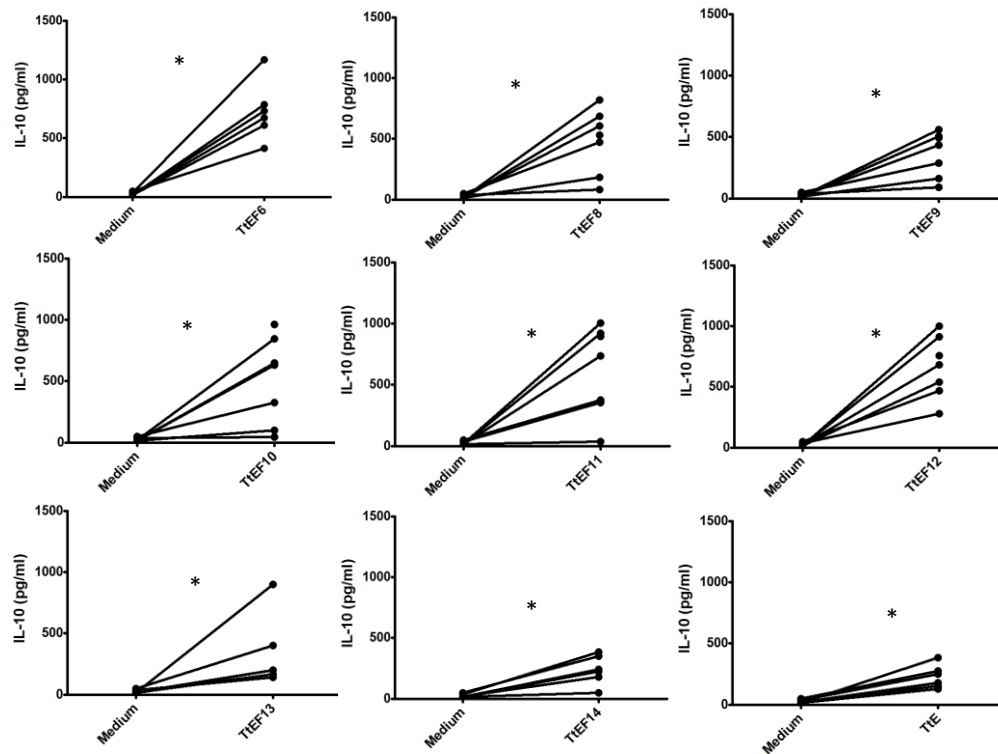 1500
1000
500
0
IL-10 (pg/ml)
*
Medium
TtEF6
1500
1000
500
0
IL-10 (pg/ml)
*
Medium
TtEF8
1500
1000
500
0
IL-10 (pg/ml)
*
Medium
TtEF9
1500
1000
500
0
IL-10 (pg/ml)
*
Medium
TtEF10
1500
1000
500
0
IL-10 (pg/ml)
*
Medium
TtEF11
1500
1000
500
0
IL-10 (pg/ml)
*
Medium
TtEF12
1500
1000
500
0
IL-10 (pg/ml)
*
Medium
TtEF13
1500
1000
500
0
IL-10 (pg/ml)
*
Medium
TtEF14
1500
1000
500
0
IL-10 (pg/ml)
*
Medium
TtE